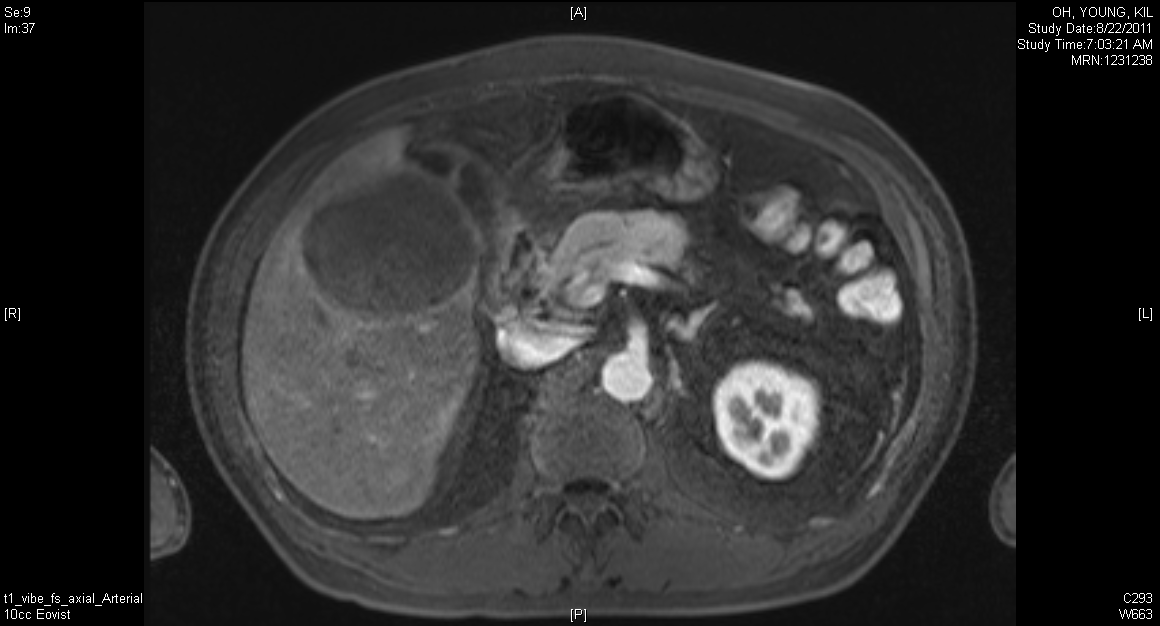 Se:9
Im:37
[A]
OH, YOUNG, KIL
Study Date:8/22/2011
Study Time:7:03:21 AM
MRN:1231238
[R]
[L]
t1_vibe_fs_axial_Arterial
10cc Eovist
[P]
C293
W663